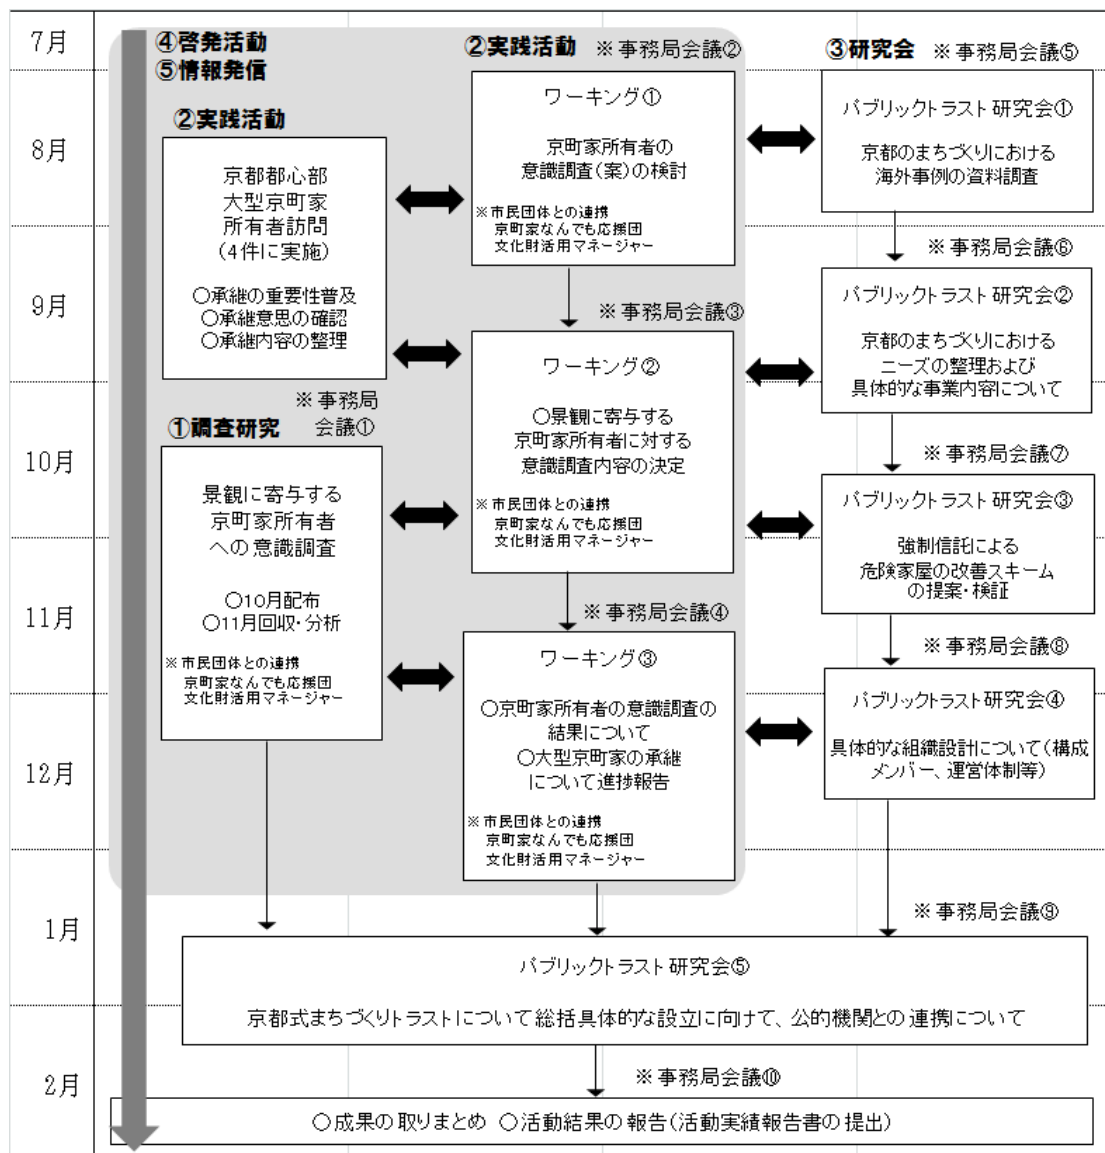 7月
8月
9月
10月
11月
12月
1月
2月
④啓発活動
⑤情報発信
②実践活動
京都都心部
大型京町家
所有者訪問
(4件に実施)
○承継の重要性普及
○承継意思の確認
○承継内容の整理
※事務局
会議①
①調査研究
景観に寄与する
京町家所有者
への意識調査
○10月配布
○11月回収・分析
※市民団体との連携
京町家なんでも応援団
文化財活用マネージャー
②実践活動
※事務局会議②
ワーキング①
京町家所有者の
意識調査(案)の検討
※市民団体との連携
京町家なんでも応援団
文化財活用マネージャー
※事務局会議③
ワーキング②
○景観に寄与する
京町家所有者に対する
意識調査内容の決定
※市民団体との連携
京町家なんでも応援団
文化財活用マネージャー
※事務局会議④
ワーキング③
○京町家所有者の意識調査の
結果について
○大型京町家の承継
について進捗報告
※市民団体との連携
京町家なんでも応援団
文化財活用マネージャー
③研究会
※事務局会議⑤
パブリックトラスト研究会①
京都のまちづくりにおける
海外事例の資料調査
※事務局会議⑥
パブリックトラスト研究会②
京都のまちづくりにおける
ニーズの整理および
具体的な事業内容について
※事務局会議⑦
パブリックトラスト研究会③
強制信託による
危険家屋の改善スキーム
の提案・検証
※事務局会議⑧
パブリックトラスト研究会④
具体的な組織設計について(構成
メンバー、運営体制等)
※事務局会議⑨
パブリックトラスト研究会⑤
京都式まちづくりトラストについて総括具体的な設立に向けて、公的機関との連携について
※事務局会議⑩
○成果の取りまとめ ○活動結果の報告(活動実績報告書の提出)